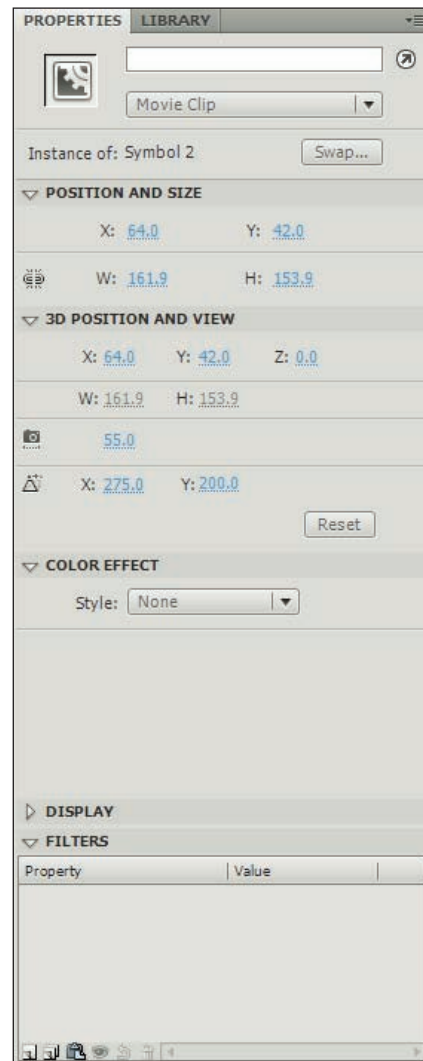 PROPERTIES LIBRARY
Movie Clip
Instance of: Symbol 2 Swap...
POSITION AND SIZE
X: 64.0 Y: 42.0
W: 161.9 H: 153.9
3D POSITION AND VIEW
X: 64.0 Y: 42.0 Z: 0.0
W: 161.9 H: 153.9
55.0
X: 275.0 Y: 200.0
Reset
COLOR EFFECT
Style: None
DISPLAY
FILTERS
Property Value